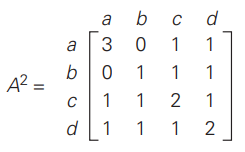 a b c d
a 3 0 1 1
b 0 1 1 1
A² = 
c 1 1 2 1
d 1 1 1 2